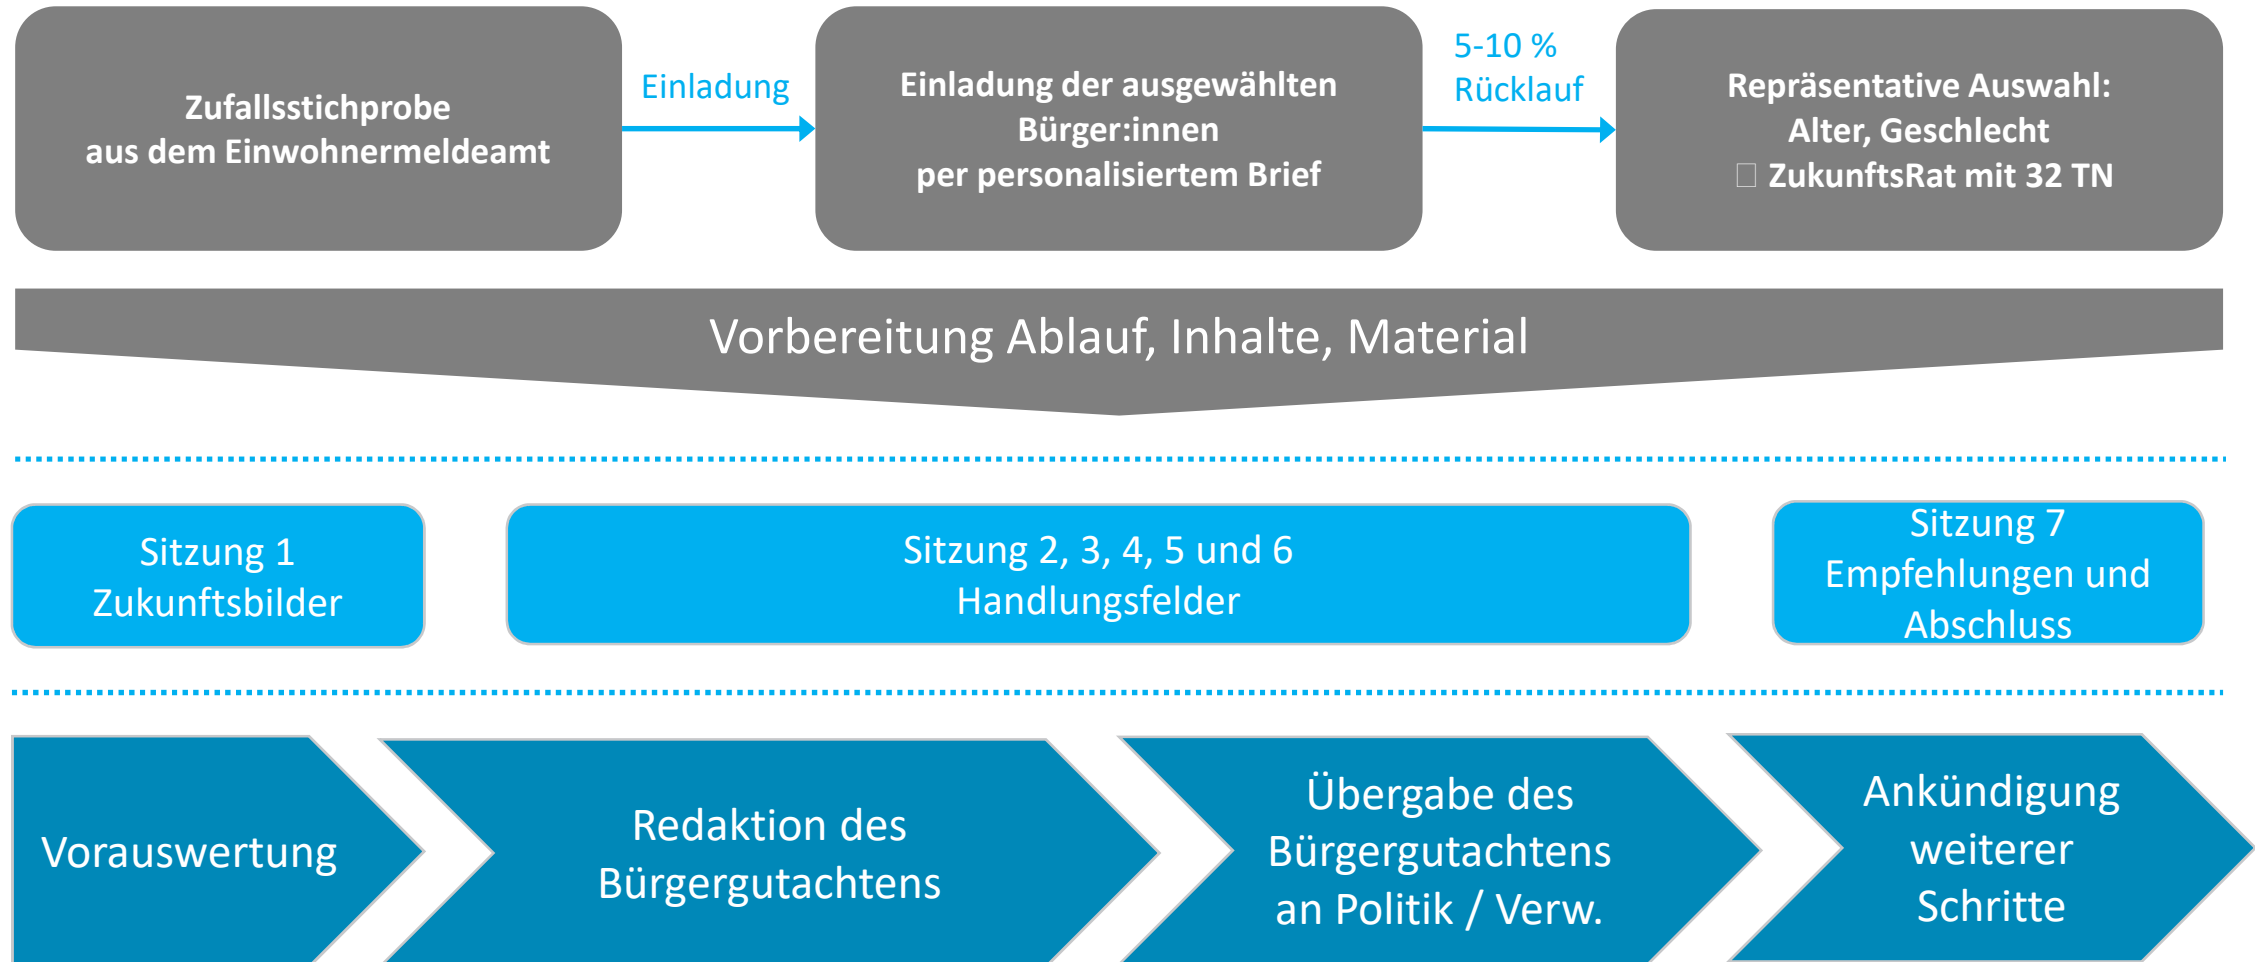 Zufallsstichprobe
aus dem Einwohnermeldeamt
Einladung
Einladung der ausgewählten
Bürger:innen
per personalisiertem Brief
5-10 %
Rücklauf
Repräsentative Auswahl:
Alter, Geschlecht
□ ZukunftsRat mit 32 TN
Vorbereitung Ablauf, Inhalte, Material
Sitzung 1
Zukunftsbilder
Sitzung 2, 3, 4, 5 und 6
Handlungsfelder
Sitzung 7
Empfehlungen und
Abschluss
Vorauswertung
Redaktion des
Bürgergutachtens
Übergabe des
Bürgergutachtens
an Politik / Verw.
Ankündigung
weiterer
Schritte